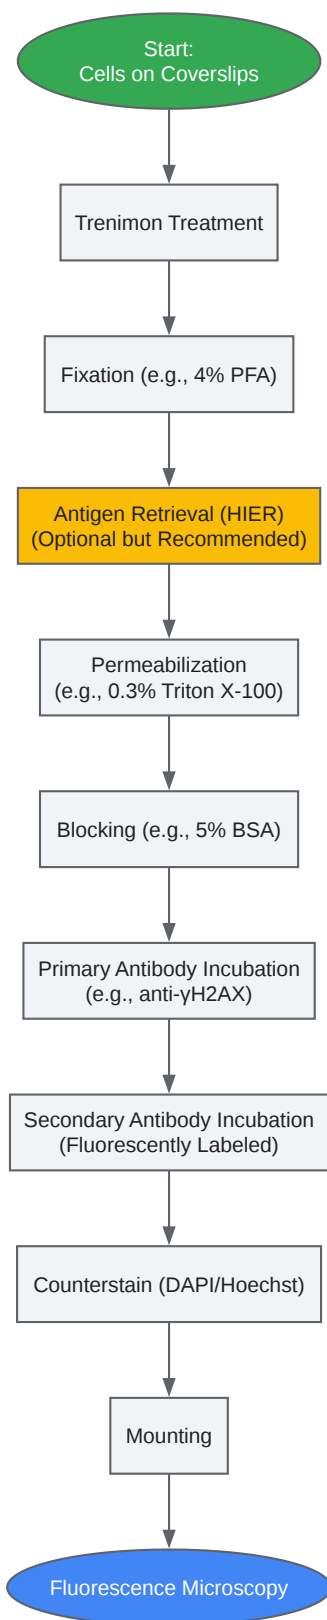 Start:
Cells on Coverslips
Trenimon Treatment
Fixation (e.g., 4% PFA)
Antigen Retrieval (HIER)
(Optional but Recommended)
Permeabilization
(e.g., 0.3% Triton X-100)
Blocking (e.g., 5% BSA)
Primary Antibody Incubation
(e.g., anti-γH2AX)
Secondary Antibody Incubation
(Fluorescently Labeled)
Counterstain (DAPI/Hoechst)
Mounting
Fluorescence Microscopy